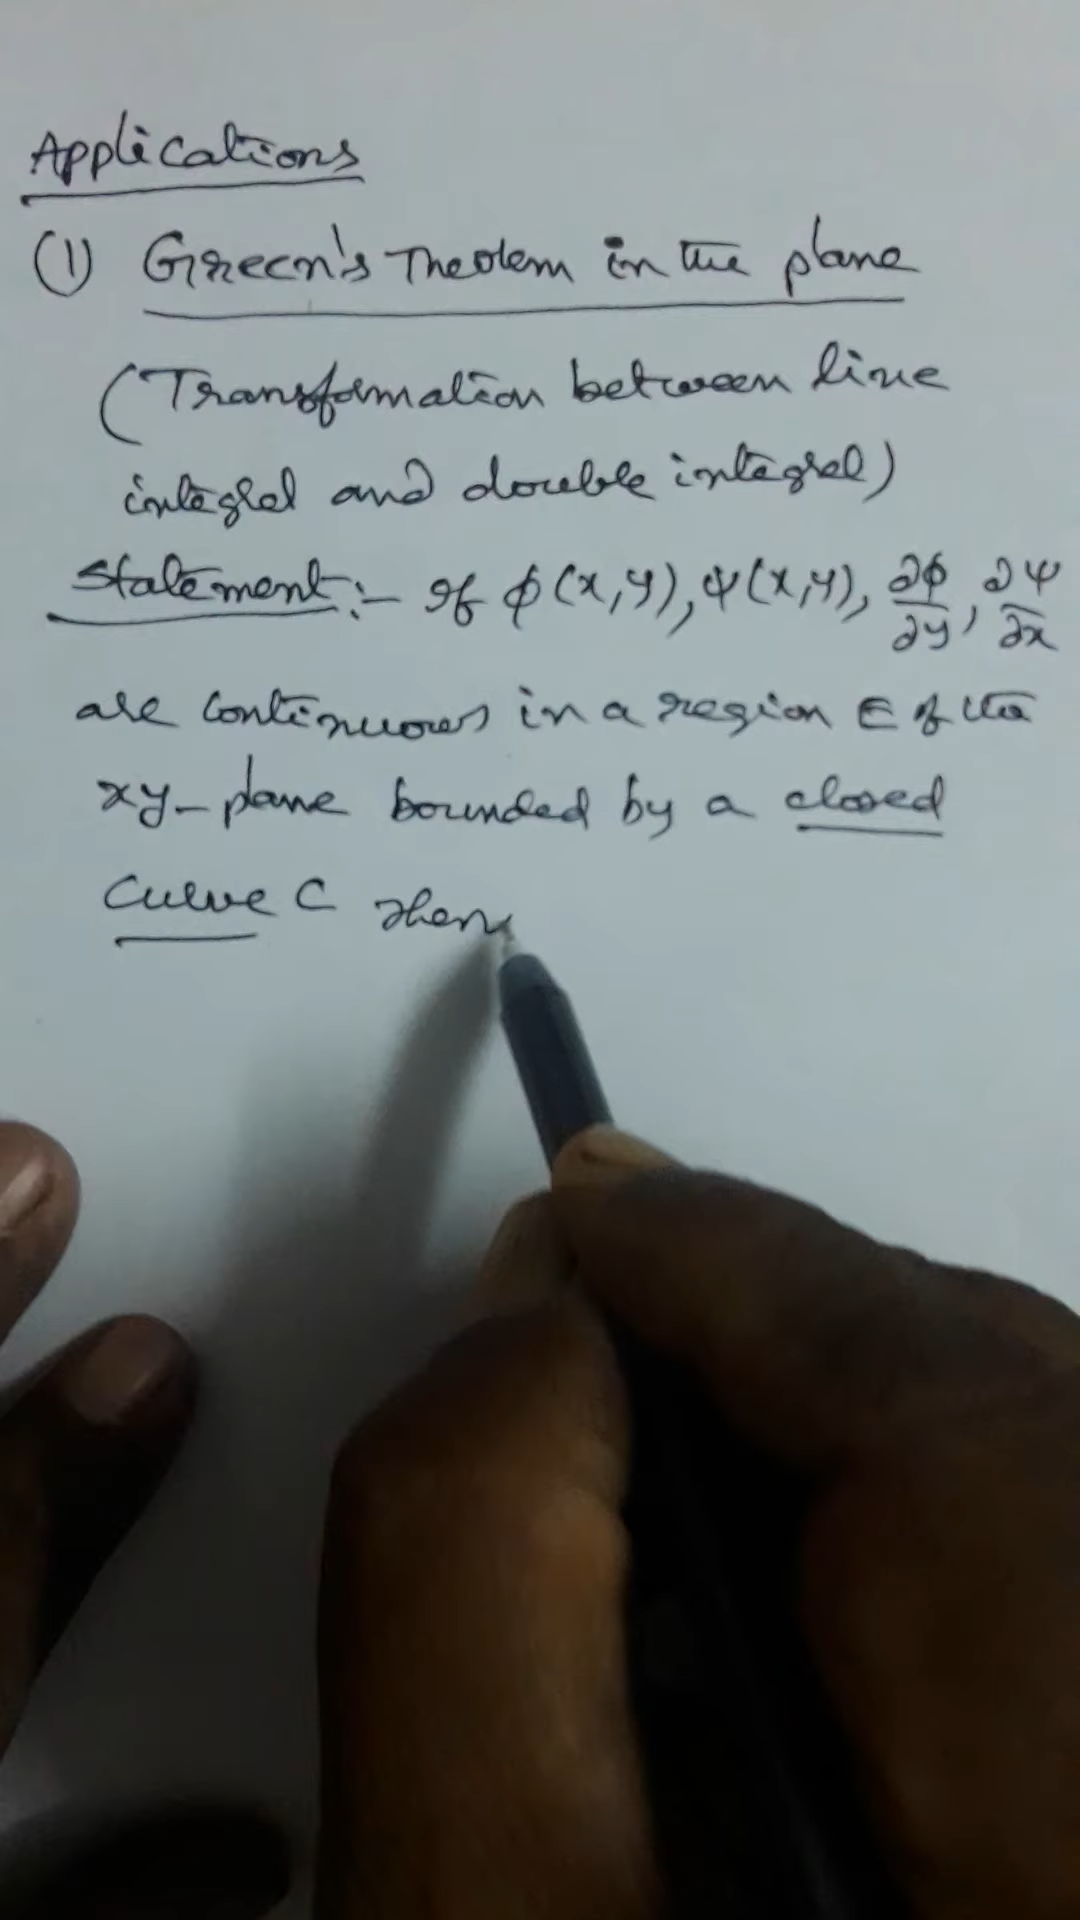 Applications
(1) Green's Theorem in the plane
(Transformation between line
integral and double integral)
Statement:- If ϕ(x,y), ψ(x,y), ∂ϕ/∂y, ∂ψ/∂x
are continuous in a region E of the
xy-plane bounded by a closed
curve C then